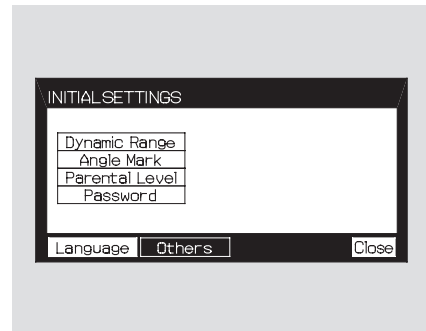 INITIALSETTINGS
Dynamic Range
Angle Mark
Parental Level
Password
Language Others Close